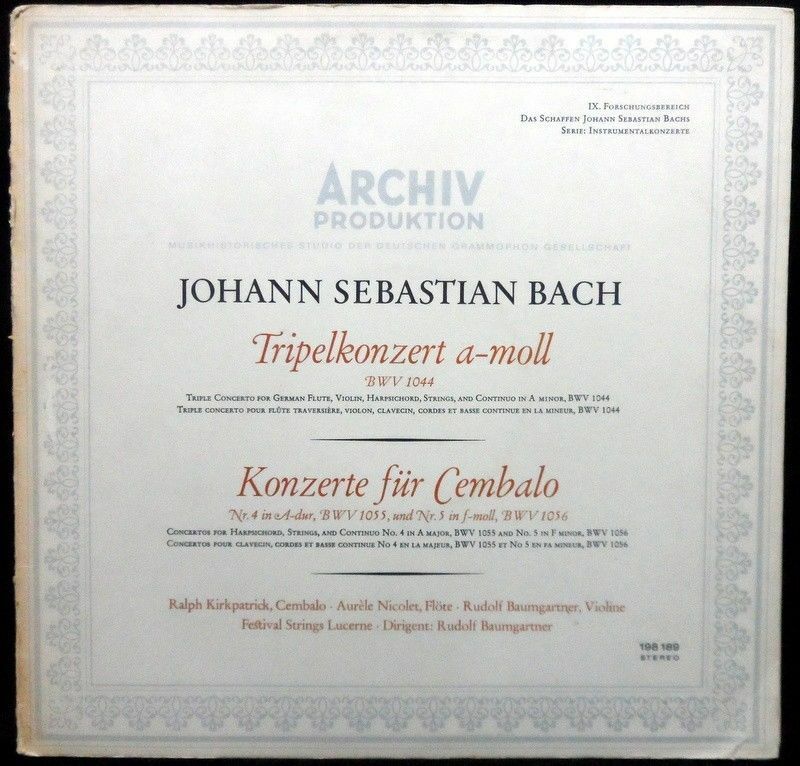 IX. Forschungsbereich
Das Schaffen Johann Sebastian Bachs
Serie: Instrumentalkonzerte
ARCHIV
PRODUKTION
MUSIKHISTORISCHES STUDIO DER DEUTSCHEN GRAMMOPHON GESELLSCHAFT
JOHANN SEBASTIAN BACH
Tripelkonzert a-moll
BWV 1044
Triple Concerto for German Flute, Violin, Harpsichord, Strings, and Continuo in A minor, BWV 1044
Triple concerto pour flûte traversière, violon, clavecin, cordes et basse continue en la mineur, BWV 1044
Konzerte für Cembalo
Nr. 4 in A-dur, BWV 1055, und Nr. 5 in f-moll, BWV 1056
Concertos for Harpsichord, Strings, and Continuo No. 4 in A major, BWV 1055 and No. 5 in F minor, BWV 1056
Concertos pour clavecin, cordes et basse continue No 4 en la majeur, BWV 1055 et No 5 en fa mineur, BWV 1056
Ralph Kirkpatrick, Cembalo · Aurèle Nicolet, Flöte · Rudolf Baumgartner, Violine
Festival Strings Lucerne · Dirigent: Rudolf Baumgartner
198 189
STEREO